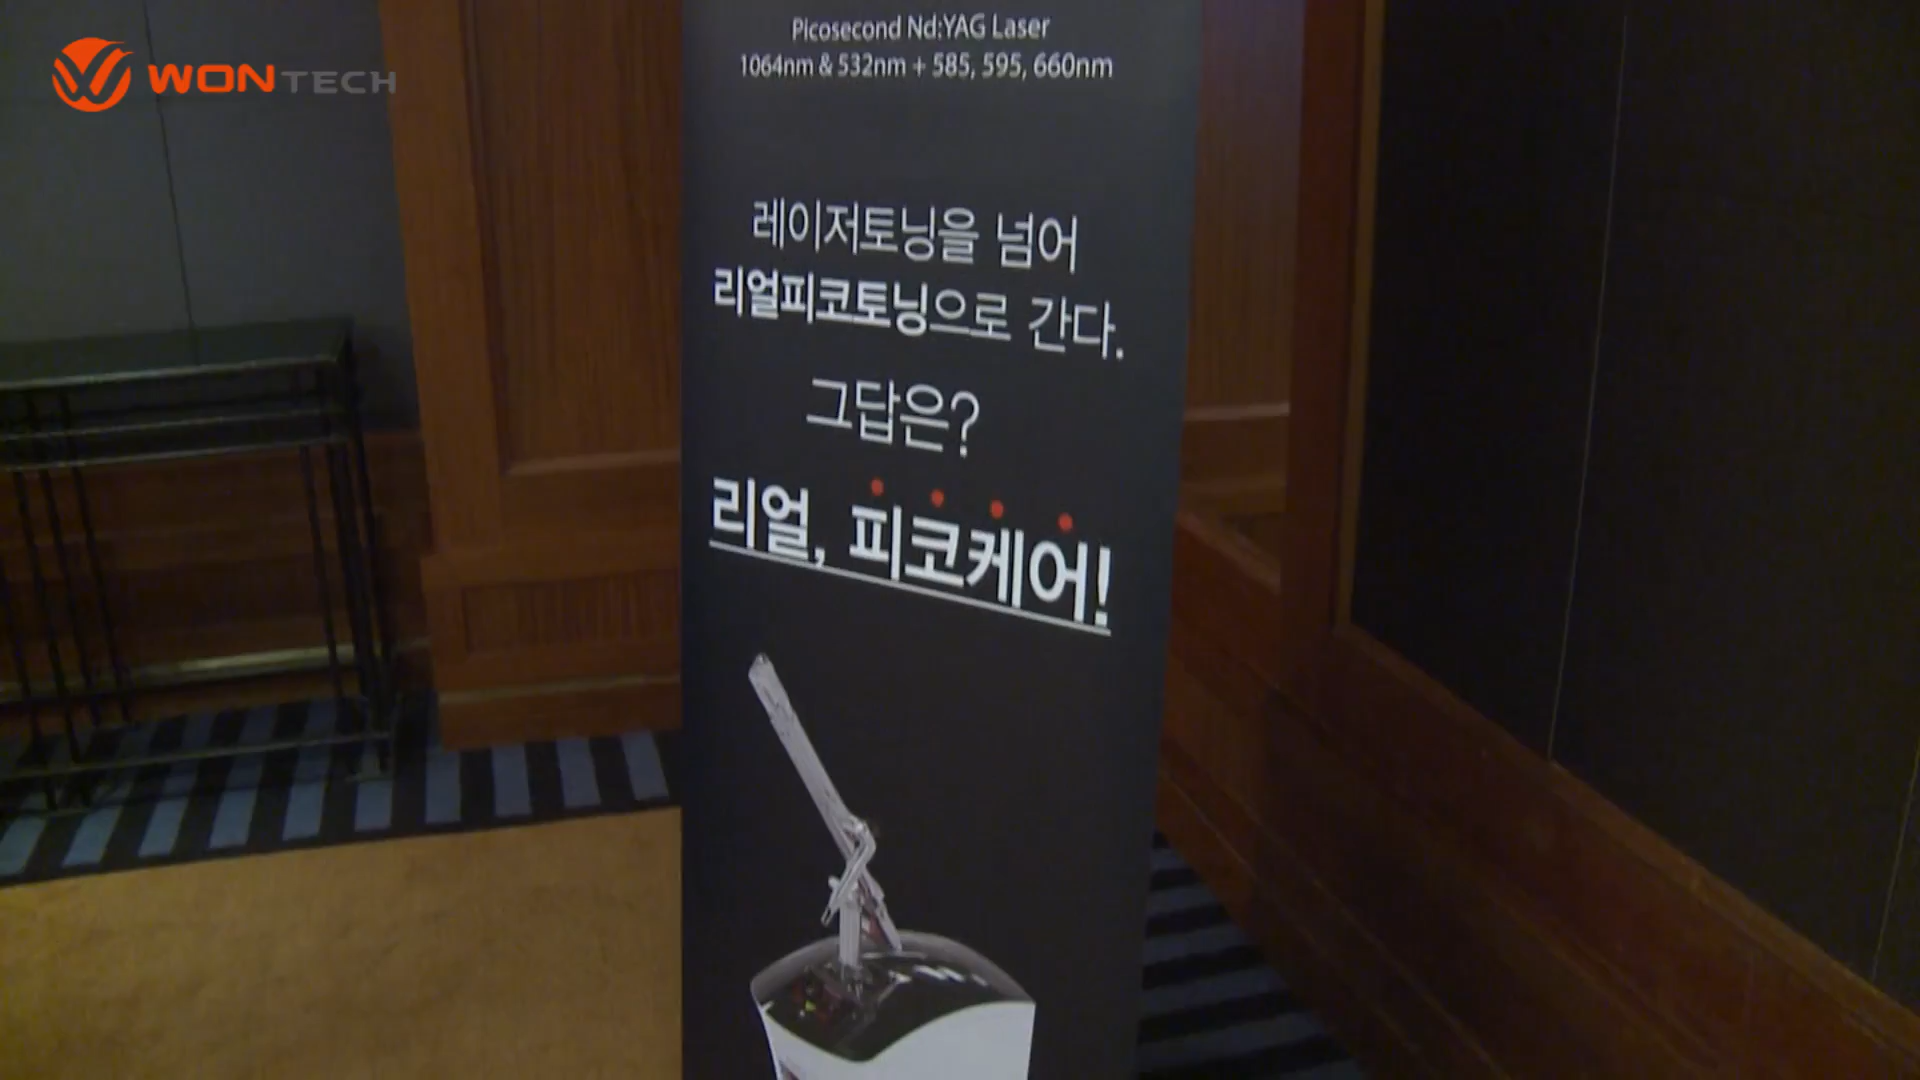 WONTECH
Picosecond Nd:YAG Laser
1064nm & 532nm + 585, 595, 660nm
레이저토닝을 넘어
리얼피코토닝으로 간다.
그답은?
리얼, 피코케어!